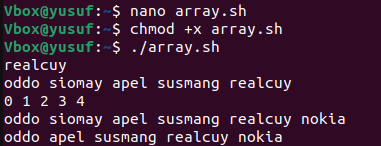 Vbox@yusuf:~$ nano array.sh
Vbox@yusuf:~$ chmod +x array.sh
Vbox@yusuf:~$ ./array.sh
realcuy
oddo siomay apel susmang realcuy
0 1 2 3 4
oddo siomay apel susmang realcuy nokia
oddo apel susmang realcuy nokia